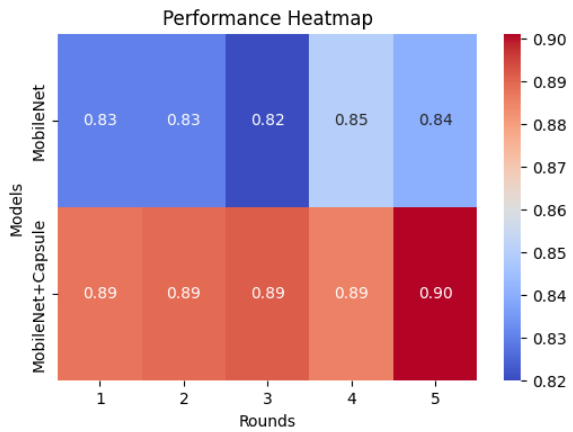 Performance Heatmap
MobileNet
0.83 0.83 0.82 0.85 0.84
MobileNet+Capsule
0.89 0.89 0.89 0.89 0.90
Models
1 2 3 4 5
Rounds
0.90
0.89
0.88
0.87
0.86
0.85
0.84
0.83
0.82